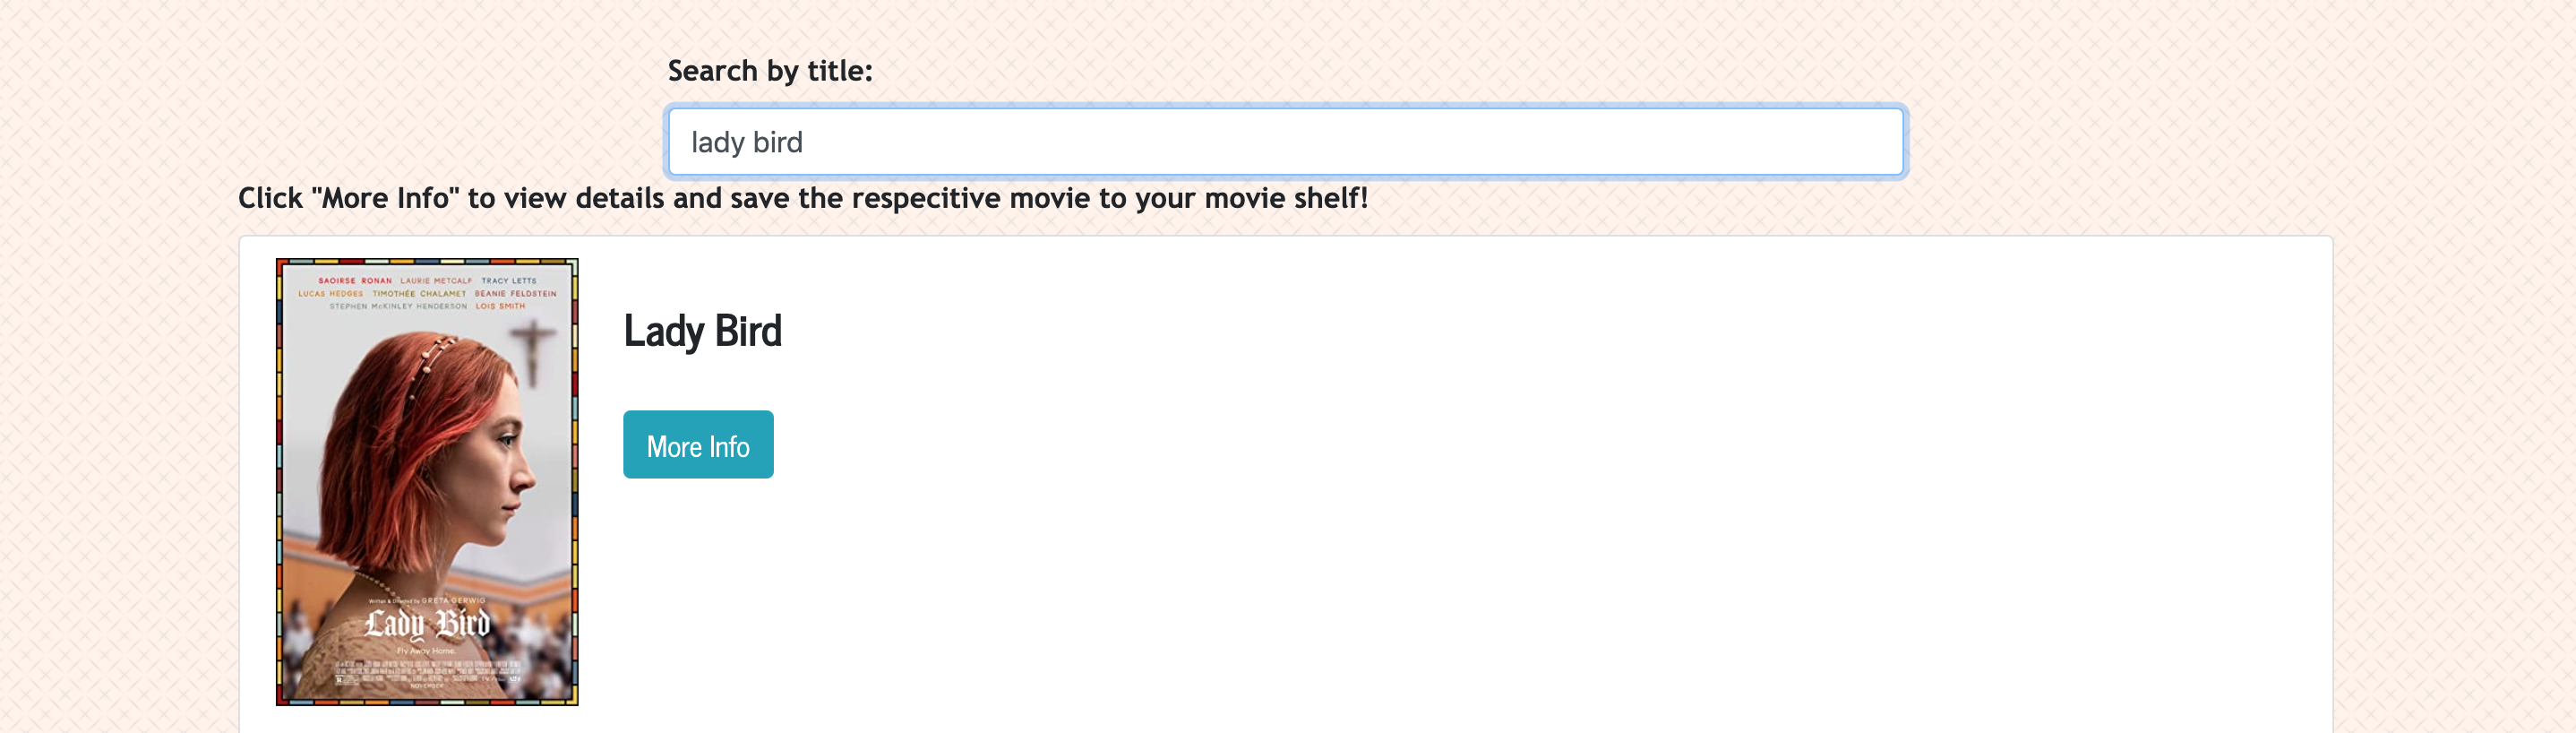 Search by title:
lady bird
Click "More Info" to view details and save the respecitive movie to your movie shelf!
SAOIRSE RONAN LAURIE METCALF TRACY LETTS
LUCAS HEDGES TIMOTHÉE CHALAMET BEANIE FELDSTEIN
STEPHEN McKINLEY HENDERSON LOIS SMITH
Lady Bird
More Info
Written & Directed by GRETA GERWIG
Lady Bird
Fly Away Home.
NOVEMBER